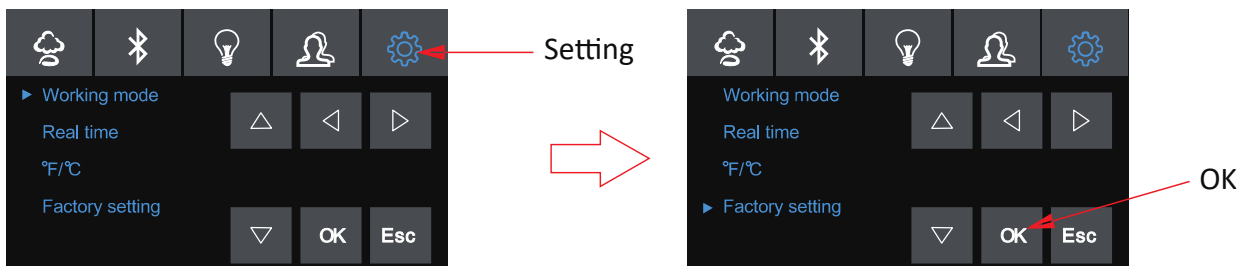 Setting
Working mode
Real time
℉/℃
Factory setting
OK
Esc
Working mode
Real time
℉/℃
Factory setting
OK
Esc
OK